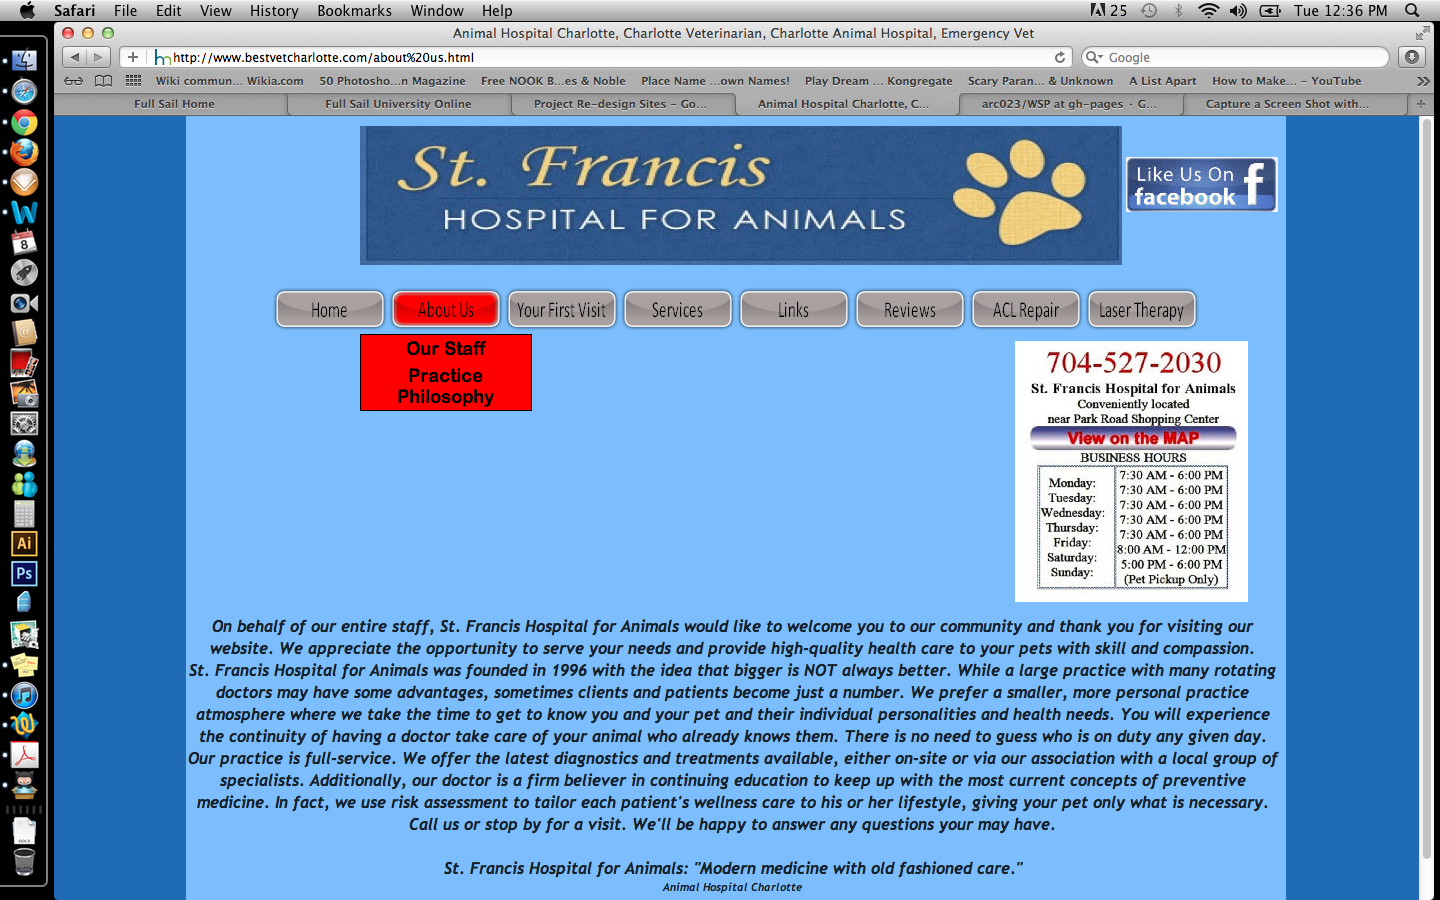 Safari File Edit View History Bookmarks Window Help 25 Tue 12:36 PM
Animal Hospital Charlotte, Charlotte Veterinarian, Charlotte Animal Hospital, Emergency Vet
http://www.bestvetcharlotte.com/about%20us.html Google
Wiki commun... Wikia.com 50 Photosho...n Magazine Free NOOK B...es & Noble Place Name ...own Names! Play Dream ... Kongregate Scary Paran... & Unknown A List Apart How to Make... - YouTube
Full Sail Home Full Sail University Online Project Re-design Sites - Go... Animal Hospital Charlotte, C... arc023/WSP at gh-pages · G... Capture a Screen Shot with...
St. Francis
HOSPITAL FOR ANIMALS
Like Us On
facebook
Home About Us Your First Visit Services Links Reviews ACL Repair Laser Therapy
Our Staff
Practice
Philosophy
704-527-2030
St. Francis Hospital for Animals
Conveniently located
near Park Road Shopping Center
View on the MAP
BUSINESS HOURS
Monday: 7:30 AM - 6:00 PM
Tuesday: 7:30 AM - 6:00 PM
Wednesday: 7:30 AM - 6:00 PM
Thursday: 7:30 AM - 6:00 PM
Friday: 7:30 AM - 6:00 PM
Saturday: 8:00 AM - 12:00 PM
Sunday: 5:00 PM - 6:00 PM
(Pet Pickup Only)
On behalf of our entire staff, St. Francis Hospital for Animals would like to welcome you to our community and thank you for visiting our
website. We appreciate the opportunity to serve your needs and provide high-quality health care to your pets with skill and compassion.
St. Francis Hospital for Animals was founded in 1996 with the idea that bigger is NOT always better. While a large practice with many rotating
doctors may have some advantages, sometimes clients and patients become just a number. We prefer a smaller, more personal practice
atmosphere where we take the time to get to know you and your pet and their individual personalities and health needs. You will experience
the continuity of having a doctor take care of your animal who already knows them. There is no need to guess who is on duty any given day.
Our practice is full-service. We offer the latest diagnostics and treatments available, either on-site or via our association with a local group of
specialists. Additionally, our doctor is a firm believer in continuing education to keep up with the most current concepts of preventive
medicine. In fact, we use risk assessment to tailor each patient's wellness care to his or her lifestyle, giving your pet only what is necessary.
Call us or stop by for a visit. We'll be happy to answer any questions your may have.
St. Francis Hospital for Animals: "Modern medicine with old fashioned care."
Animal Hospital Charlotte
8
Ai
Ps